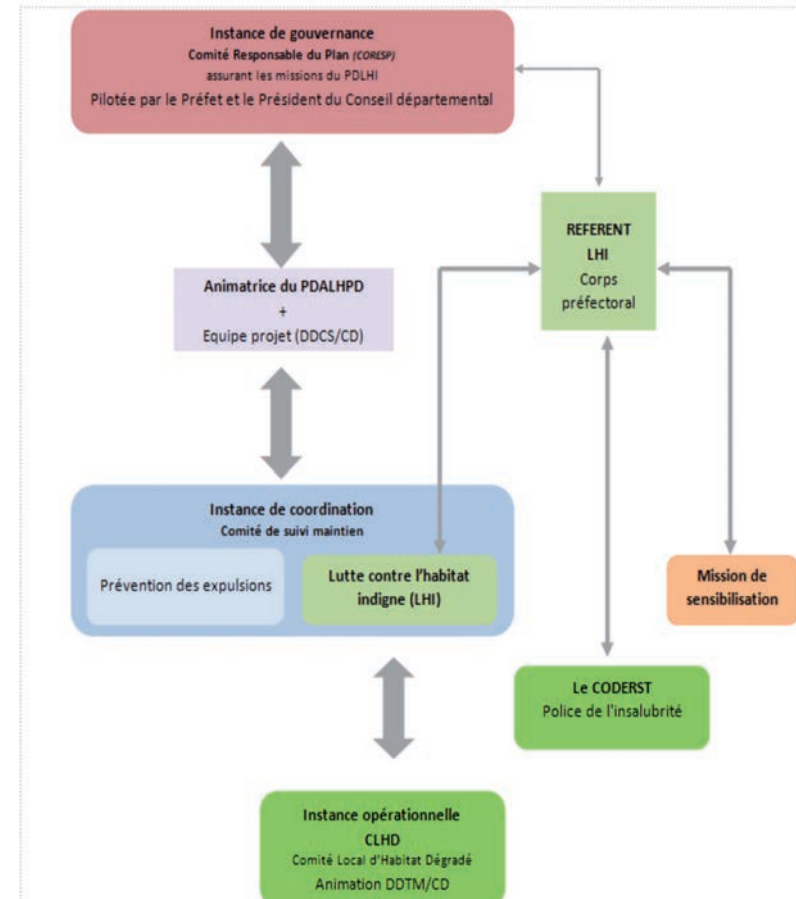 Instance de gouvernance
Comité Responsable du Plan (CORESP)
assurant les missions du PDLHI
Pilotée par le Préfet et le Président du Conseil départemental
REFERENT
LHI
Corps
préfectoral
Animatrice du PDALHPD
+
Equipe projet (DDCS/CD)
Instance de coordination
Comité de suivi maintien
Prévention des expulsions
Lutte contre l'habitat
indigne (LHI)
Mission de
sensibilisation
Le CODERST
Police de l'insalubrité
Instance opérationnelle
CLHD
Comité Local d'Habitat Dégradé
Animation DDTM/CD